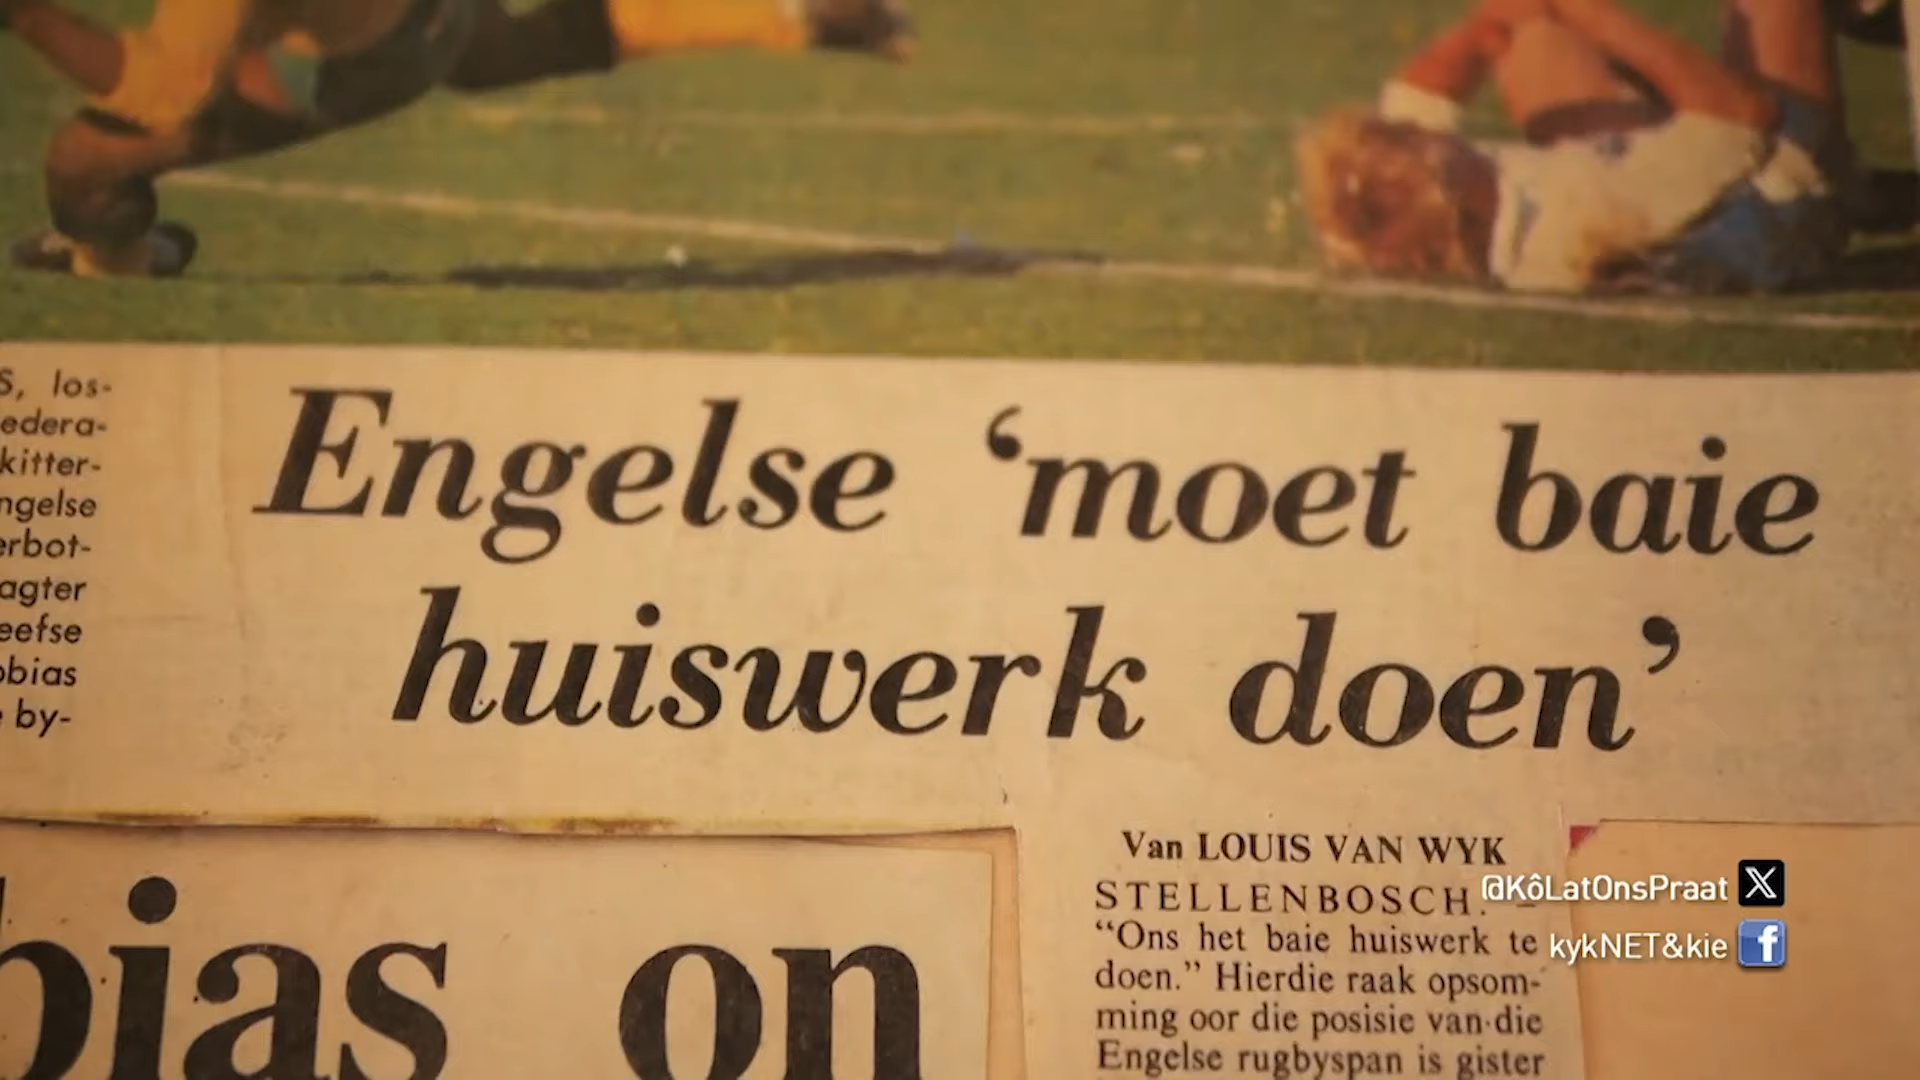 S, los-
edera-
kitter-
ngelse
erbot-
agter
eefse
obias
by-
Engelse ‘moet baie
huiswerk doen’
bias on
Van LOUIS VAN WYK
STELLENBOSCH. –
“Ons het baie huiswerk te
doen.” Hierdie raak opsom-
ming oor die posisie van die
Engelse rugbyspan is gister
@KôLatOnsPraat
kykNET&kie